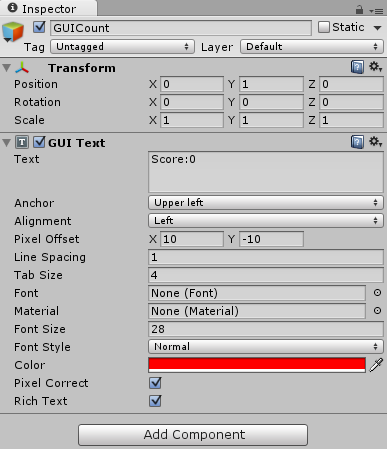 Inspector
GUICount Static
Tag Untagged Layer Default
Transform
Position X 0 Y 1 Z 0
Rotation X 0 Y 0 Z 0
Scale X 1 Y 1 Z 1
GUI Text
Text Score:0
Anchor Upper left
Alignment Left
Pixel Offset X 10 Y -10
Line Spacing 1
Tab Size 4
Font None (Font)
Material None (Material)
Font Size 28
Font Style Normal
Color
Pixel Correct
Rich Text
Add Component